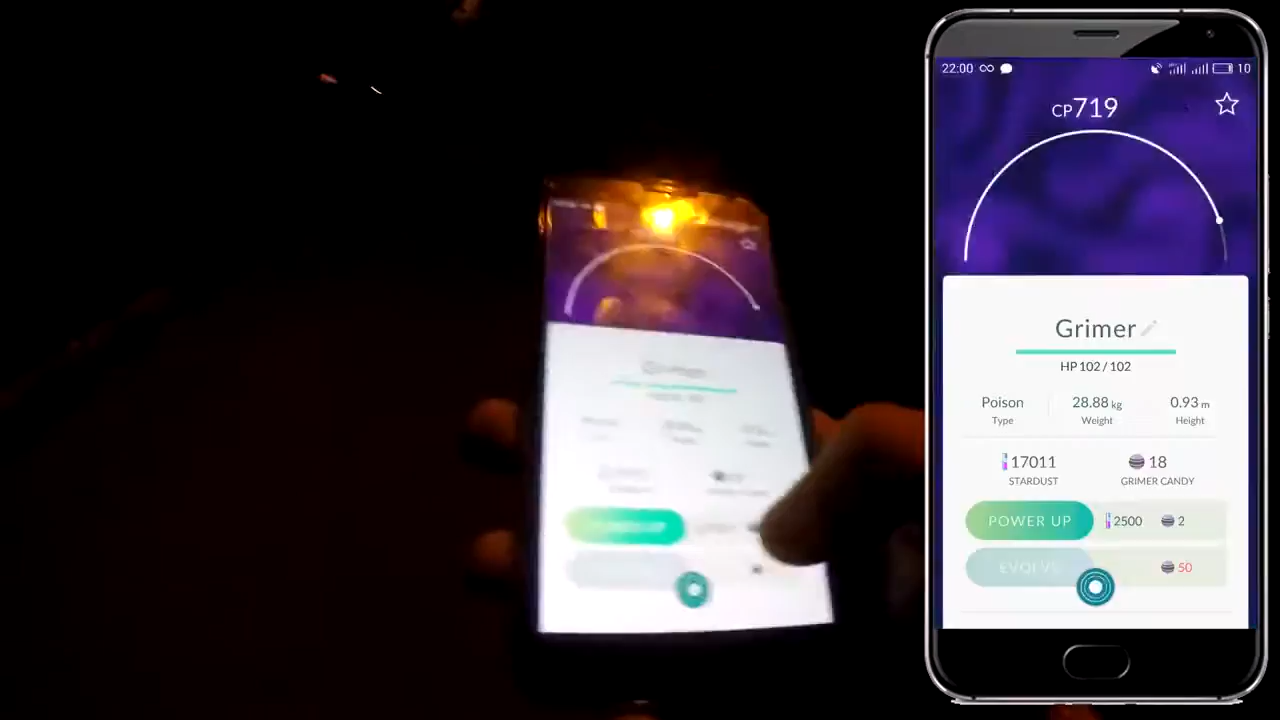 22:00 10
CP719
Grimer
HP 102 / 102
Poison 28.88 kg 0.93 m
Type Weight Height
17011 18
STARDUST GRIMER CANDY
POWER UP 2500 2
EVOLVE 50